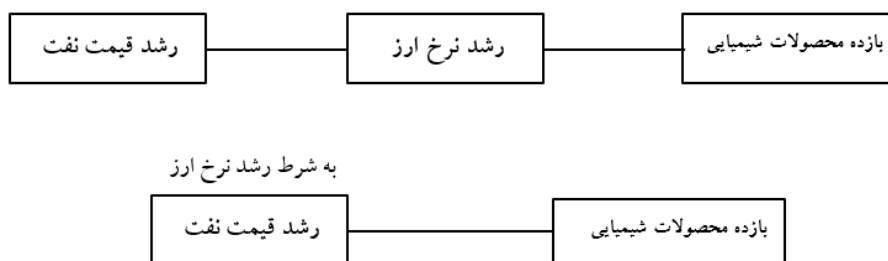 بازده محصولات شیمیایی
رشد نرخ ارز
رشد قیمت نفت
به شرط رشد نرخ ارز
بازده محصولات شیمیایی
رشد قیمت نفت